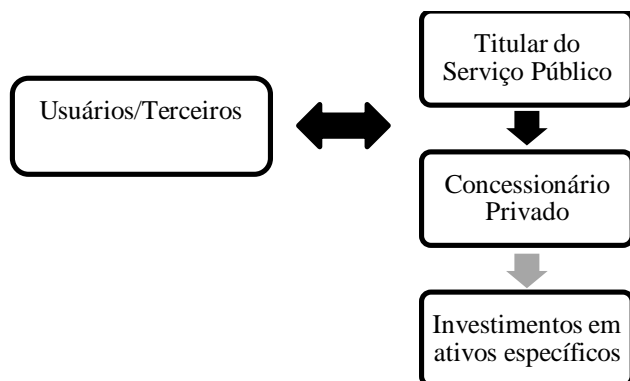 Usuários/Terceiros
Titular do
Serviço Público
Concessionário
Privado
Investimentos em
ativos específicos